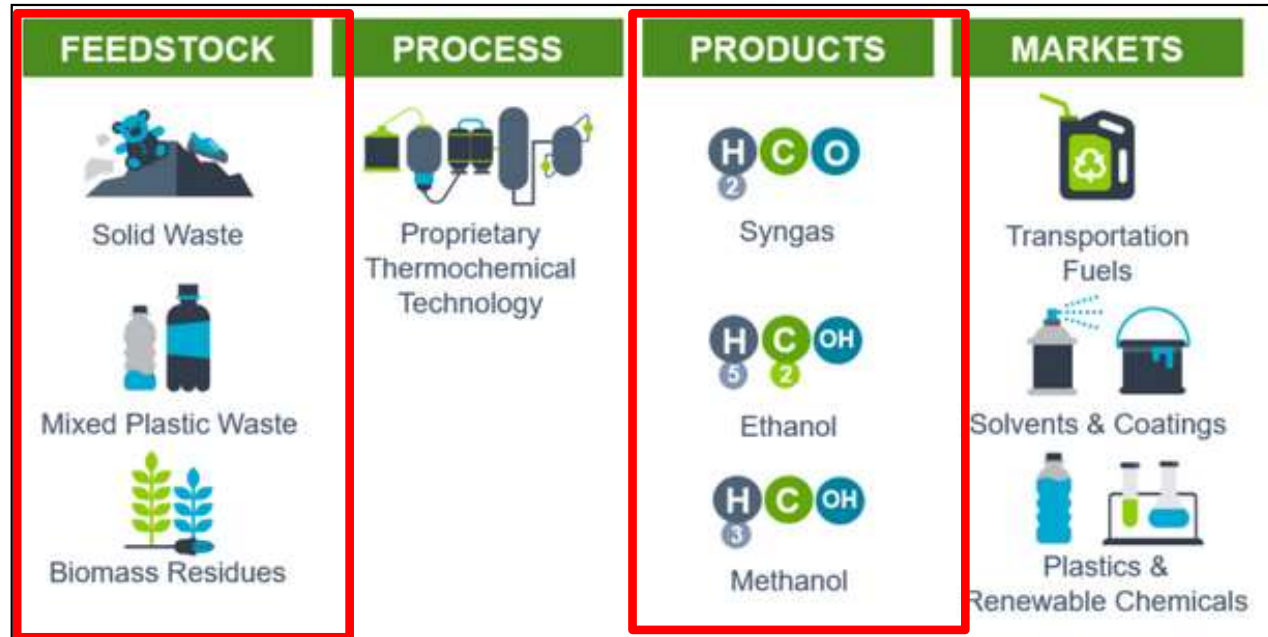 FEEDSTOCK
Solid Waste
Mixed Plastic Waste
Biomass Residues
PROCESS
Proprietary
Thermochemical
Technology
PRODUCTS
H C O
2
Syngas
H C OH
5 2
Ethanol
H C OH
3
Methanol
MARKETS
Transportation
Fuels
Solvents & Coatings
Plastics &
Renewable Chemicals